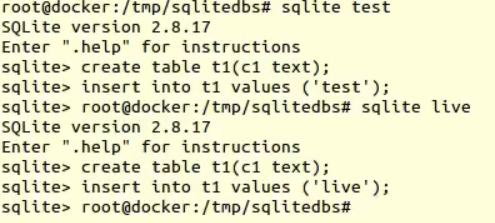 root@docker:/tmp/sqlitedbs# sqlite test
SQLite version 2.8.17
Enter ".help" for instructions
sqlite> create table t1(c1 text);
sqlite> insert into t1 values ('test');
sqlite> root@docker:/tmp/sqlitedbs# sqlite live
SQLite version 2.8.17
Enter ".help" for instructions
sqlite> create table t1(c1 text);
sqlite> insert into t1 values ('live');
sqlite> root@docker:/tmp/sqlitedbs#